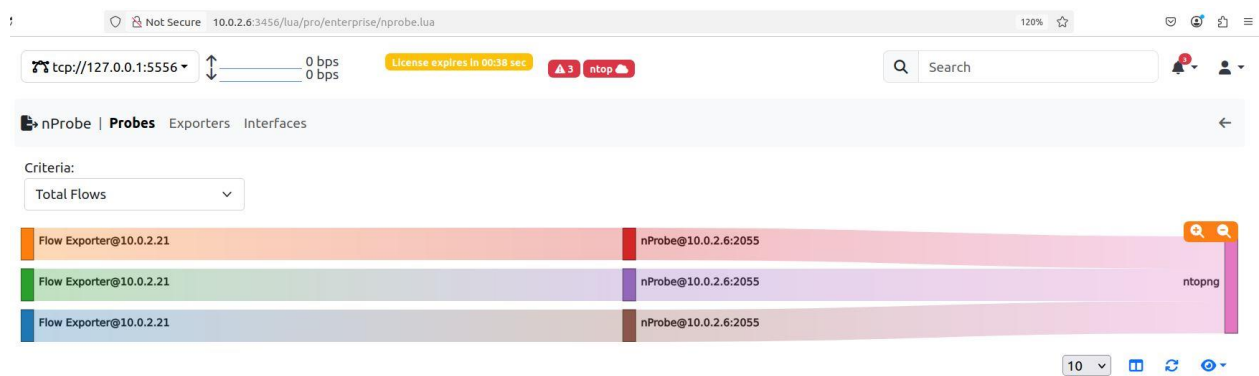 Not Secure 10.0.2.6:3456/lua/pro/enterprise/nprobe.lua 120%
tcp://127.0.0.1:5556 0 bps License expires in 00:38 sec 3 ntop Search 3
0 bps
nProbe | Probes Exporters Interfaces
Criteria:
Total Flows
Flow Exporter@10.0.2.21 nProbe@10.0.2.6:2055
Flow Exporter@10.0.2.21 nProbe@10.0.2.6:2055 ntopng
Flow Exporter@10.0.2.21 nProbe@10.0.2.6:2055
10